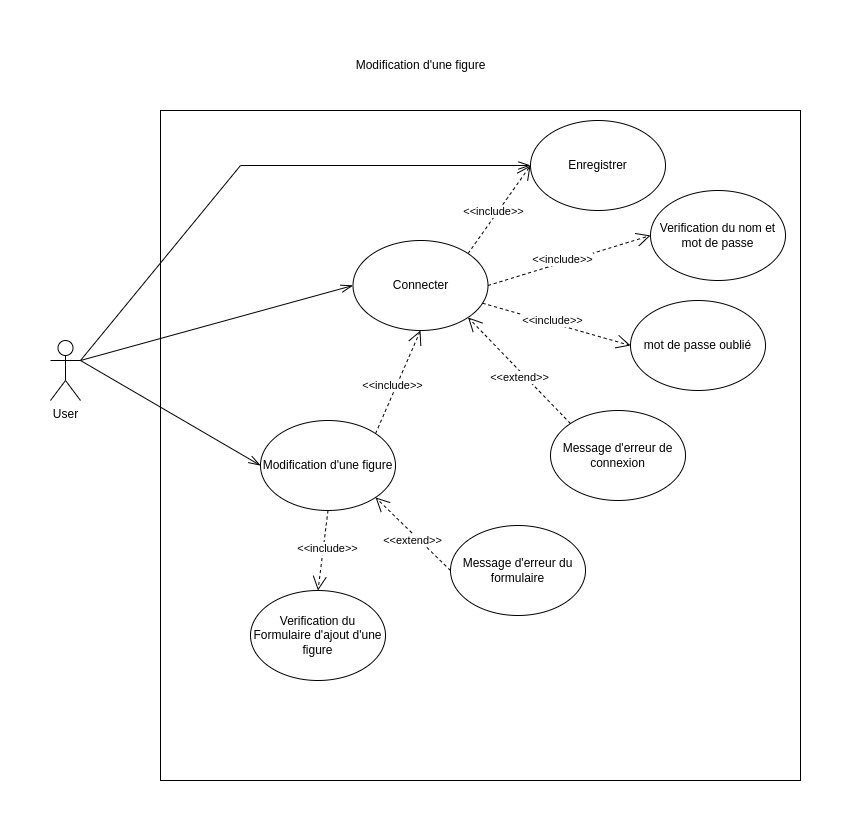 Modification d'une figure
Enregistrer
<<include>>
Verification du nom et
mot de passe
<<include>>
Connecter
<<include>>
mot de passe oublié
<<extend>>
<<include>>
User
Message d'erreur de
connexion
Modification d'une figure
<<extend>>
<<include>>
Message d'erreur du
formulaire
Verification du
Formulaire d'ajout d'une
figure